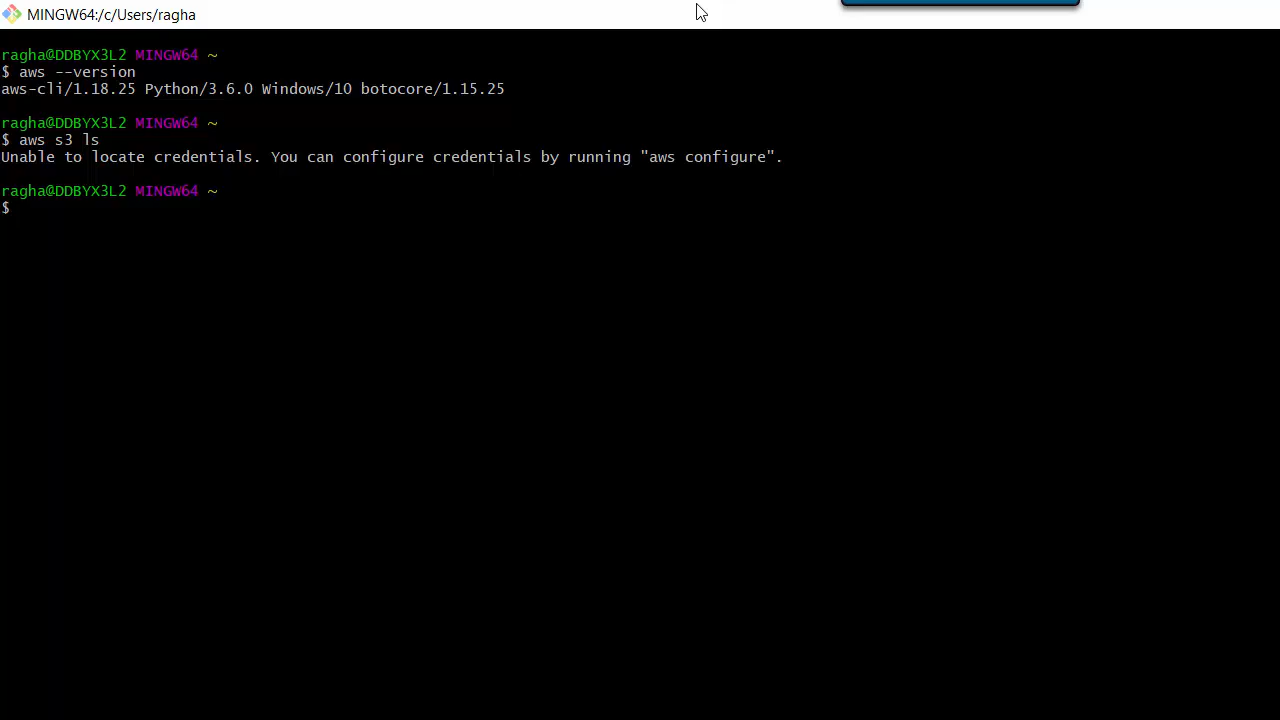 MINGW64:/c/Users/ragha
ragha@DDBYX3L2 MINGW64 ~
$ aws --version
aws-cli/1.18.25 Python/3.6.0 Windows/10 botocore/1.15.25
ragha@DDBYX3L2 MINGW64 ~
$ aws s3 ls
Unable to locate credentials. You can configure credentials by running "aws configure".
ragha@DDBYX3L2 MINGW64 ~
$